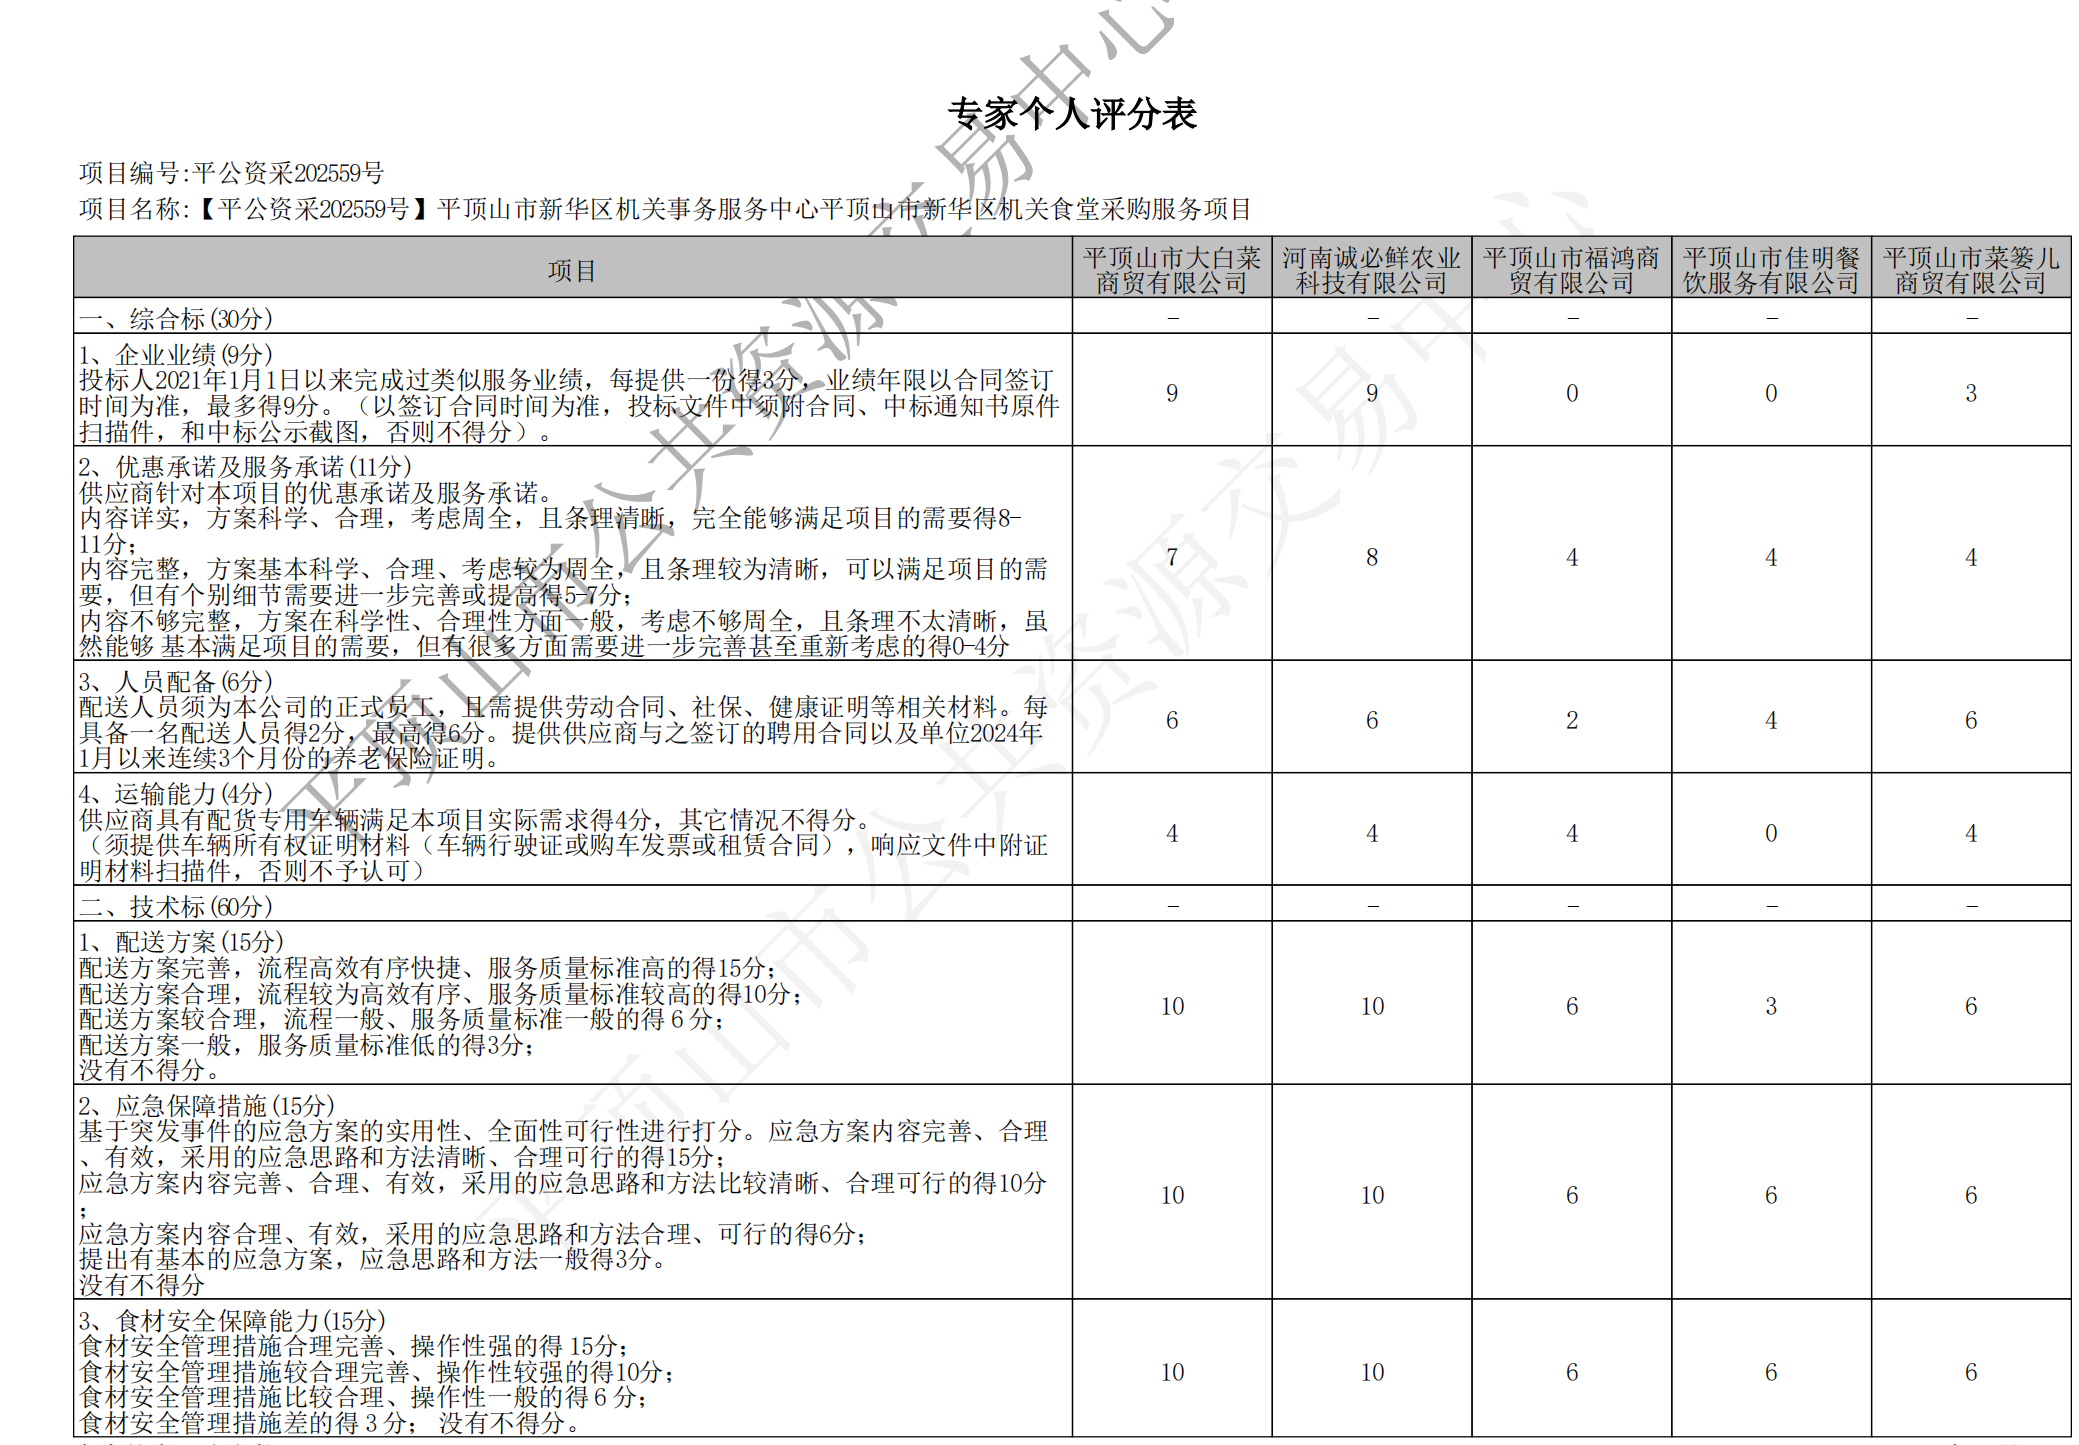 专家个人评分表
项目编号:平公资采202559号
项目名称:【平公资采202559号】平顶山市新华区机关事务服务中心平顶山市新华区机关食堂采购服务项目
项目
平顶山市大白菜
商贸有限公司
河南诚必鲜农业
科技有限公司
平顶山市福鸿商
贸有限公司
平顶山市佳明餐
饮服务有限公司
平顶山市菜篓儿
商贸有限公司
一、综合标(30分)
- - - - -
1、企业业绩(9分)
投标人2021年1月1日以来完成过类似服务业绩，每提供一份得3分，业绩年限以合同签订
时间为准，最多得9分。（以签订合同时间为准，投标文件中须附合同、中标通知书原件
扫描件，和中标公示截图，否则不得分）。
9 9 0 0 3
2、优惠承诺及服务承诺(11分)
供应商针对本项目的优惠承诺及服务承诺。
内容详实，方案科学、合理，考虑周全，且条理清晰，完全能够满足项目的需要得8-
11分；
内容完整，方案基本科学、合理、考虑较为周全，且条理较为清晰，可以满足项目的需
要，但有个别细节需要进一步完善或提高得5-7分；
内容不够完整，方案在科学性、合理性方面一般，考虑不够周全，且条理不太清晰，虽
然能够 基本满足项目的需要，但有很多方面需要进一步完善甚至重新考虑的得0-4分
7 8 4 4 4
3、人员配备(6分)
配送人员须为本公司的正式员工，且需提供劳动合同、社保、健康证明等相关材料。每
具备一名配送人员得2分，最高得6分。提供供应商与之签订的聘用合同以及单位2024年
1月以来连续3个月份的养老保险证明。
6 6 2 4 6
4、运输能力(4分)
供应商具有配货专用车辆满足本项目实际需求得4分，其它情况不得分。
（须提供车辆所有权证明材料（车辆行驶证或购车发票或租赁合同），响应文件中附证
明材料扫描件，否则不予认可）
4 4 4 0 4
二、技术标(60分)
- - - - -
1、配送方案(15分)
配送方案完善，流程高效有序快捷、服务质量标准高的得15分；
配送方案合理，流程较为高效有序、服务质量标准较高的得10分；
配送方案较合理，流程一般、服务质量标准一般的得６分；
配送方案一般，服务质量标准低的得3分；
没有不得分。
10 10 6 3 6
2、应急保障措施(15分)
基于突发事件的应急方案的实用性、全面性可行性进行打分。应急方案内容完善、合理
、有效，采用的应急思路和方法清晰、合理可行的得15分；
应急方案内容完善、合理、有效，采用的应急思路和方法比较清晰、合理可行的得10分
；
应急方案内容合理、有效，采用的应急思路和方法合理、可行的得6分；
提出有基本的应急方案，应急思路和方法一般得3分。
没有不得分
10 10 6 6 6
3、食材安全保障能力(15分)
食材安全管理措施合理完善、操作性强的得 15分；
食材安全管理措施较合理完善、操作性较强的得10分；
食材安全管理措施比较合理、操作性一般的得６分；
食材安全管理措施差的得３分； 没有不得分。
10 10 6 6 6
平顶山市公共资源交易中心
平顶山市公共资源交易中心